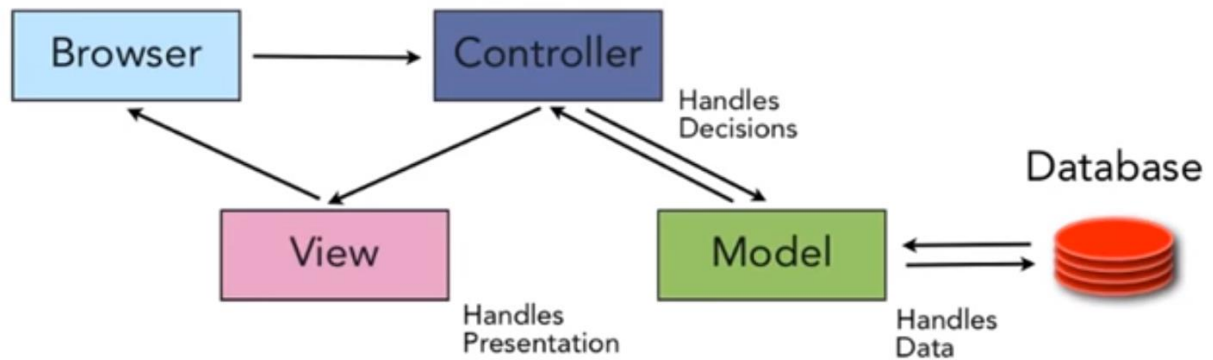 Browser
Controller
Handles
Decisions
Database
View
Model
Handles
Presentation
Handles
Data